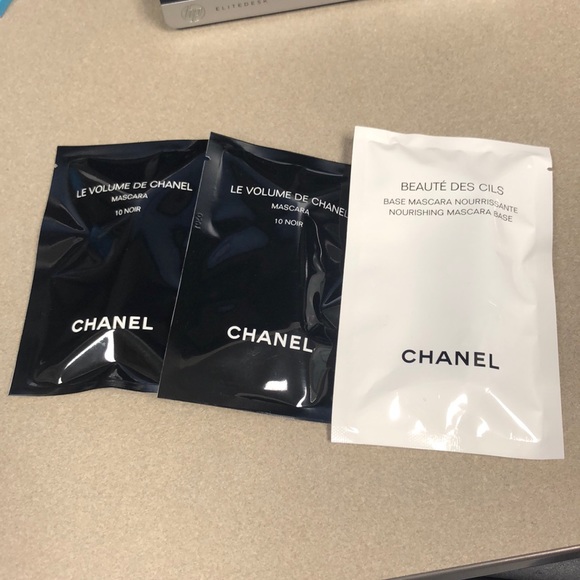 ELITEDESK
LE VOLUME DE CHANEL
MASCARA
10 NOIR
CHANEL
LE VOLUME DE CHANEL
MASCARA
10 NOIR
CHANEL
BEAUTÉ DES CILS
BASE MASCARA NOURRISSANTE
NOURISHING MASCARA BASE
CHANEL